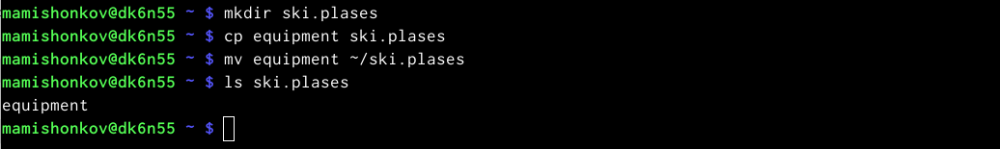 mamishonkov@dk6n55 ~ $ mkdir ski.plases
mamishonkov@dk6n55 ~ $ cp equipment ski.plases
mamishonkov@dk6n55 ~ $ mv equipment ~/ski.plases
mamishonkov@dk6n55 ~ $ ls ski.plases
equipment
mamishonkov@dk6n55 ~ $